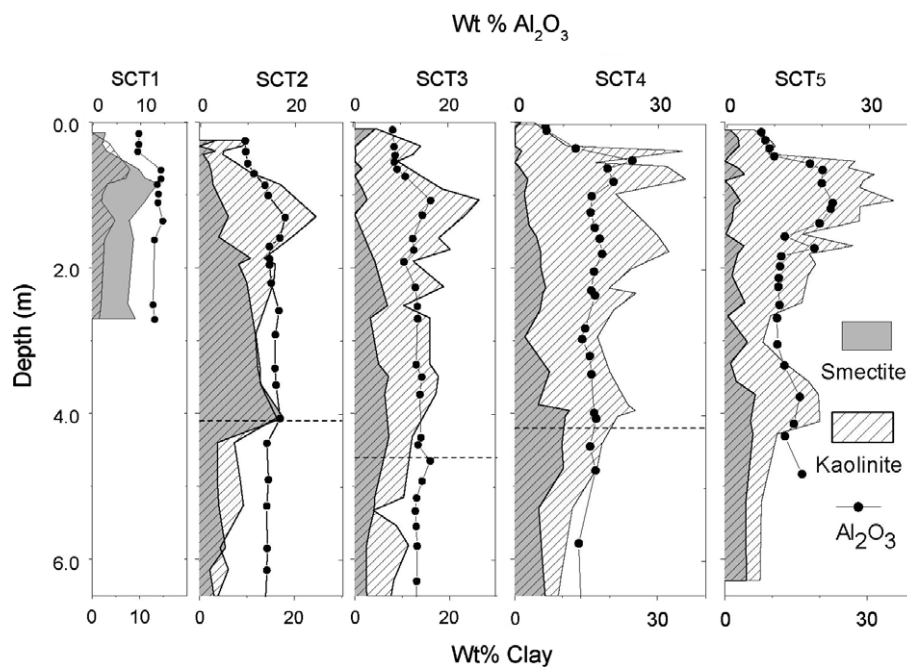 Wt % Al2O3
SCT1 SCT2 SCT3 SCT4 SCT5
0 10 0 20 0 20 0 30 0 30
0.0
2.0
4.0
6.0
Depth (m)
Smectite
Kaolinite
Al2O3
0 10 0 20 0 20 0 30 0 30
Wt% Clay